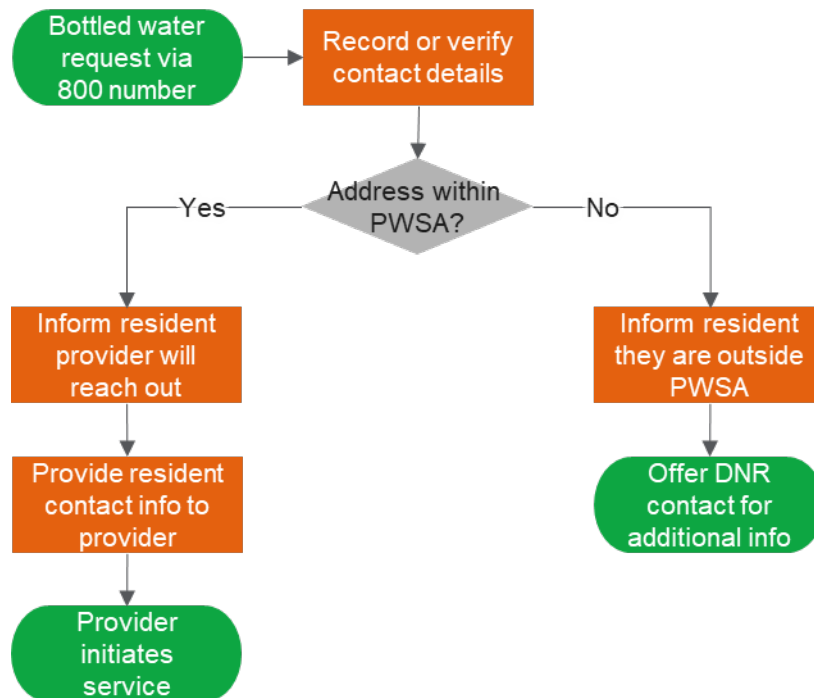 Bottled water
request via
800 number
Record or verify
contact details
Address within
PWSA?
Yes
No
Inform resident
provider will
reach out
Inform resident
they are outside
PWSA
Provide resident
contact info to
provider
Offer DNR
contact for
additional info
Provider
initiates
service